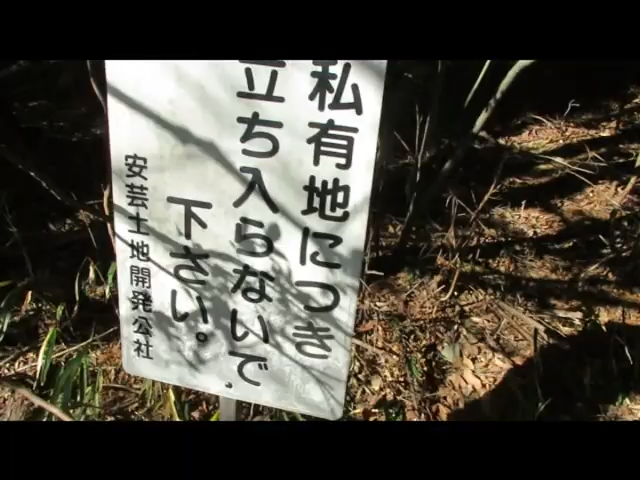 私有地につき
立ち入らないで
下さい。
安芸土地開発公社